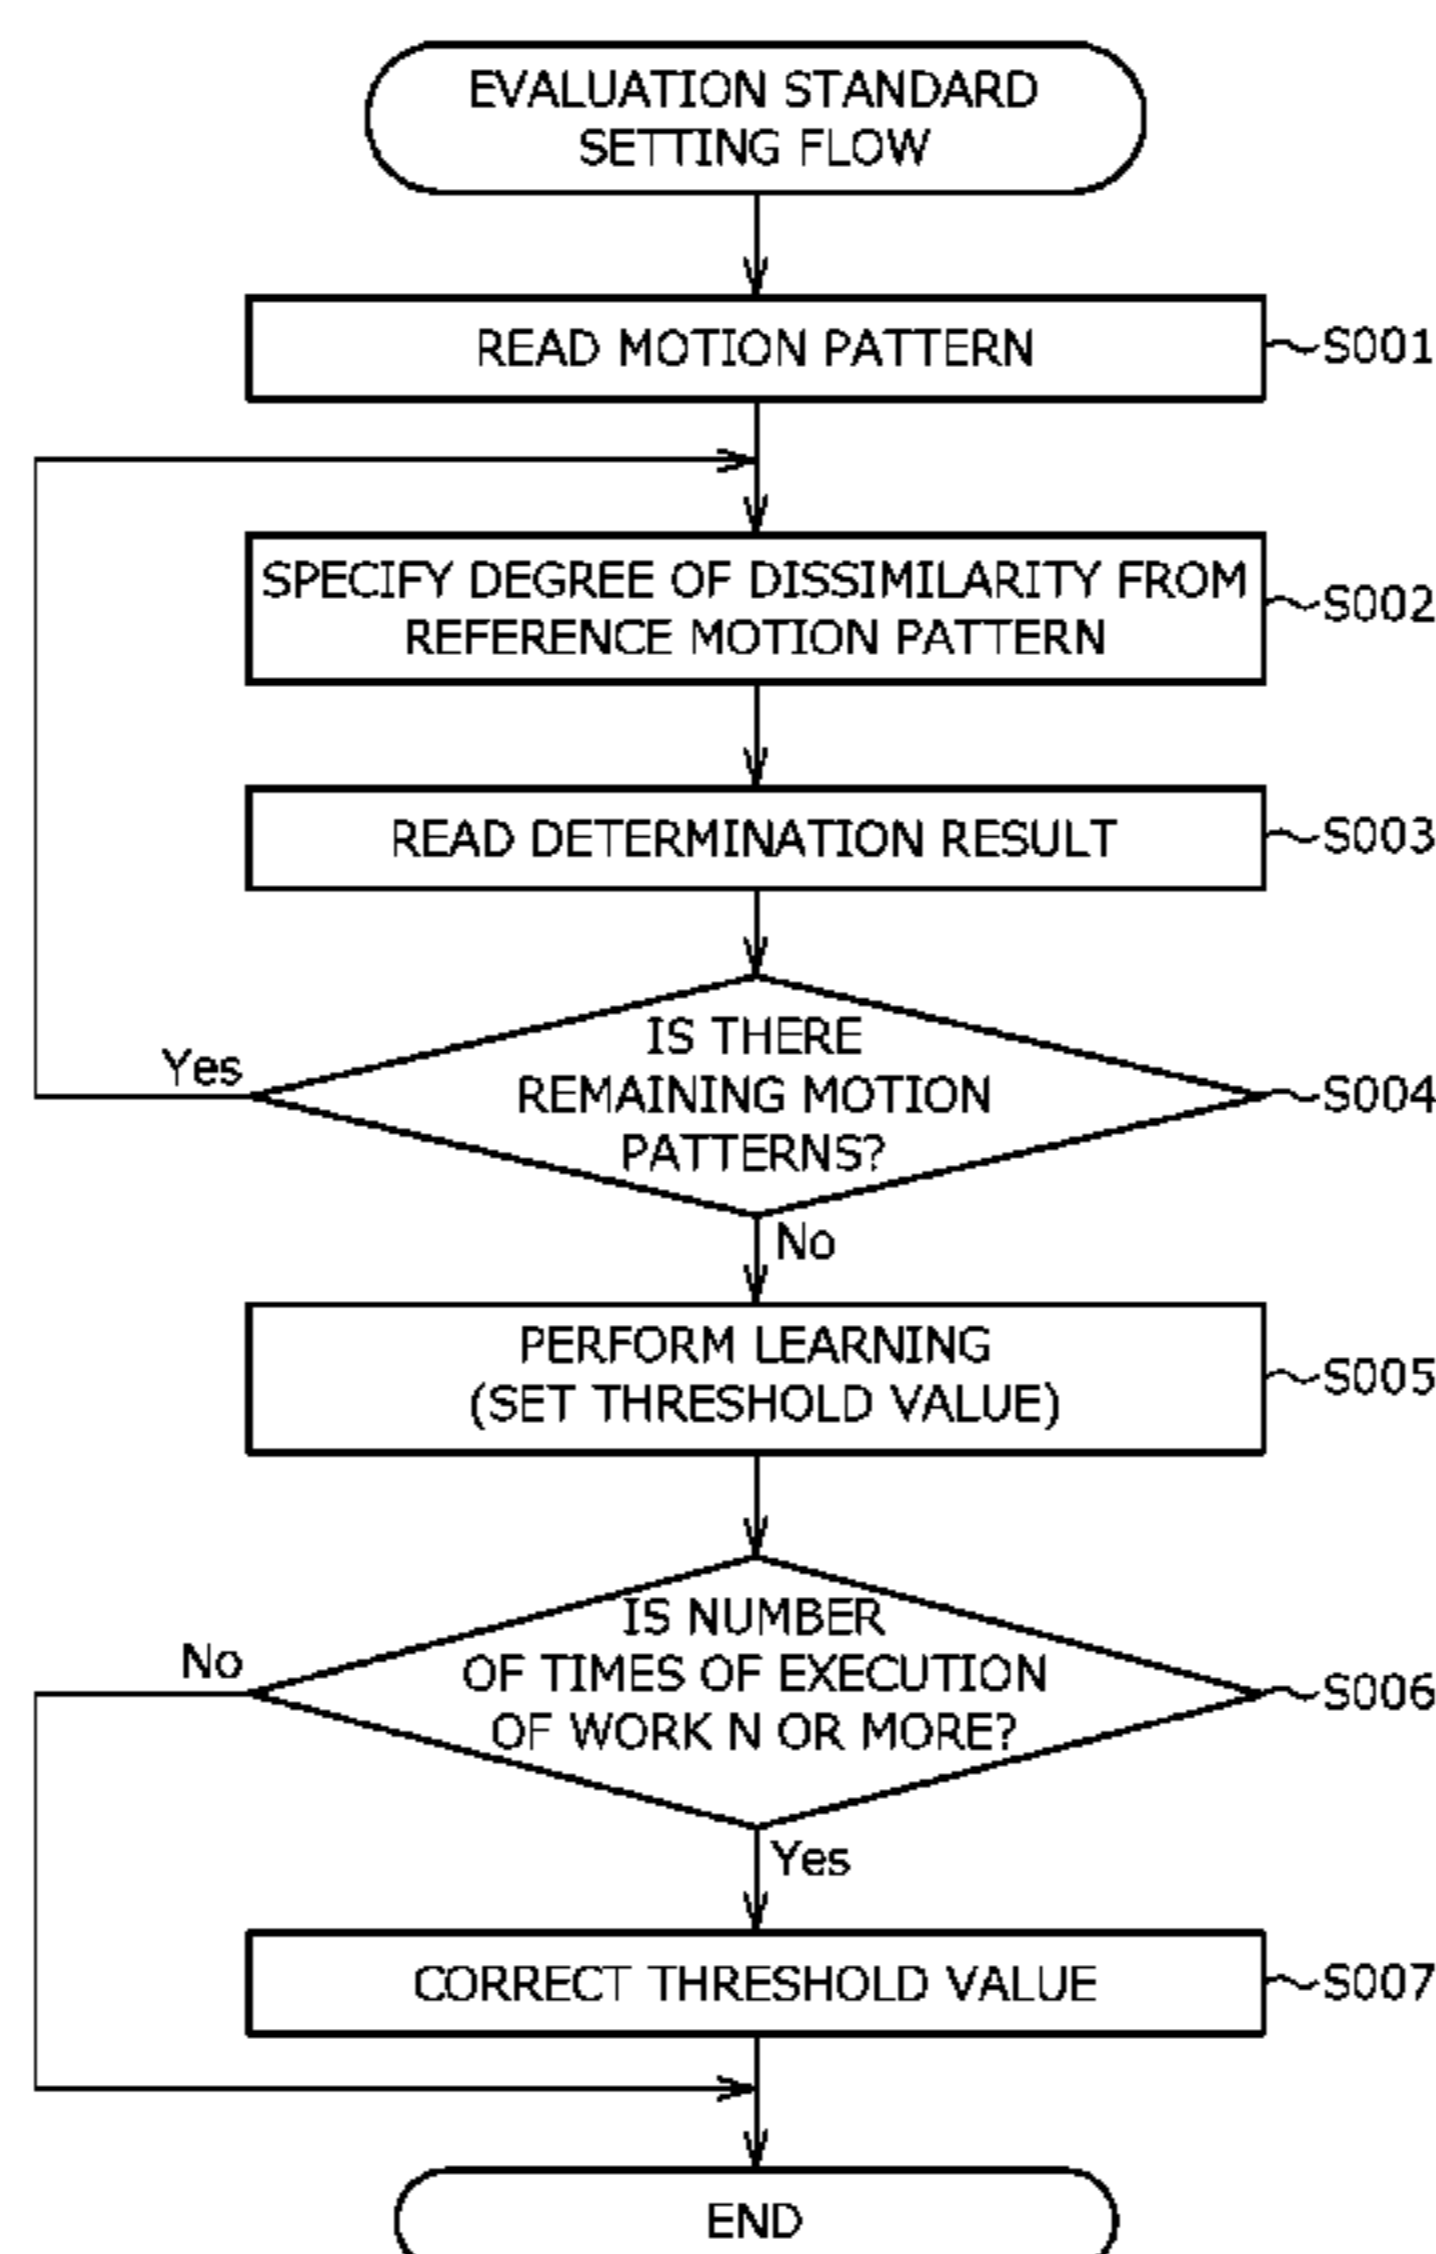 EVALUATION STANDARD
SETTING FLOW
READ MOTION PATTERN
S001
SPECIFY DEGREE OF DISSIMILARITY FROM
REFERENCE MOTION PATTERN
S002
READ DETERMINATION RESULT
S003
IS THERE
REMAINING MOTION
PATTERNS?
Yes
S004
No
PERFORM LEARNING
(SET THRESHOLD VALUE)
S005
IS NUMBER
OF TIMES OF EXECUTION
OF WORK N OR MORE?
No
S006
Yes
CORRECT THRESHOLD VALUE
S007
END